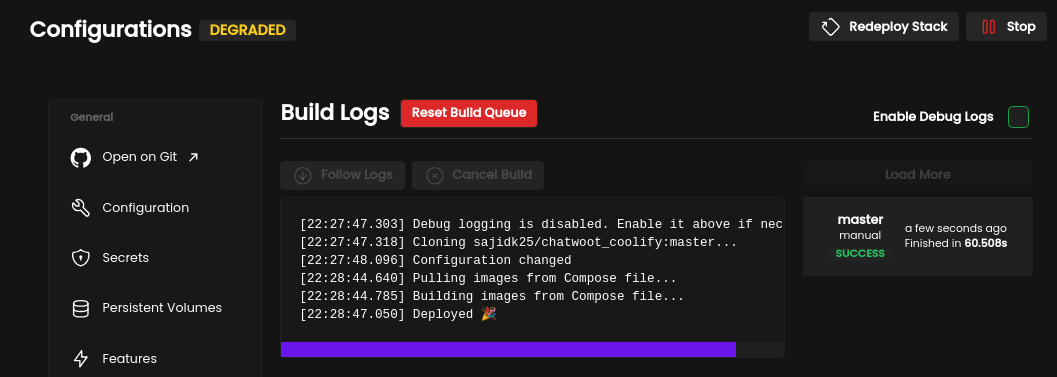 Configurations DEGRADED Redeploy Stack Stop
General
Open on Git
Configuration
Secrets
Persistent Volumes
Features
Build Logs Reset Build Queue Enable Debug Logs
Follow Logs Cancel Build Load More
[22:27:47.303] Debug logging is disabled. Enable it above if nec
[22:27:47.318] Cloning sajidk25/chatwoot_coolify:master...
[22:27:48.096] Configuration changed
[22:28:44.640] Pulling images from Compose file...
[22:28:44.785] Building images from Compose file...
[22:28:47.050] Deployed 🎉
master
manual
SUCCESS
a few seconds ago
Finished in 60.508s